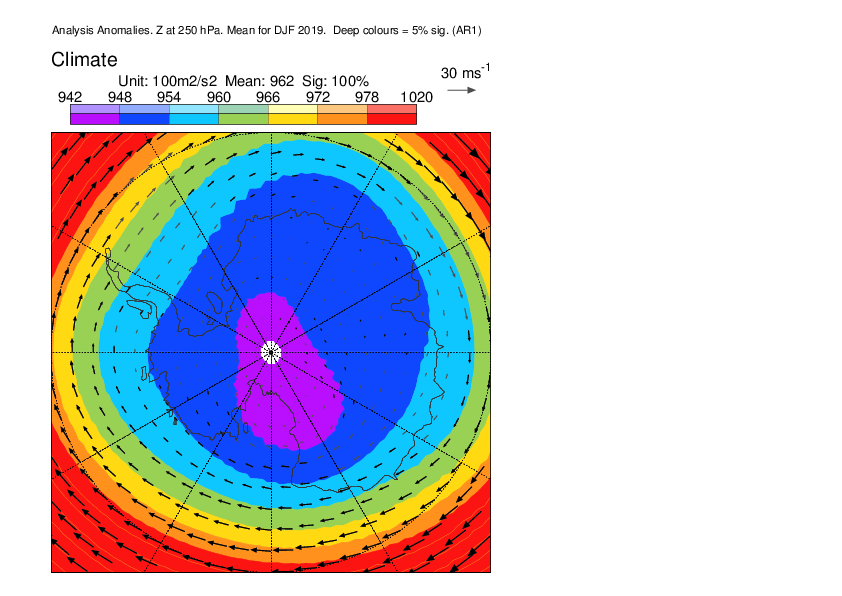 Analysis Anomalies. Z at 250 hPa. Mean for DJF 2019.  Deep colours = 5% sig. (AR1)
Climate
30 ms-1
Unit: 100m2/s2  Mean: 962  Sig: 100%
942 948 954 960 966 972 978 1020